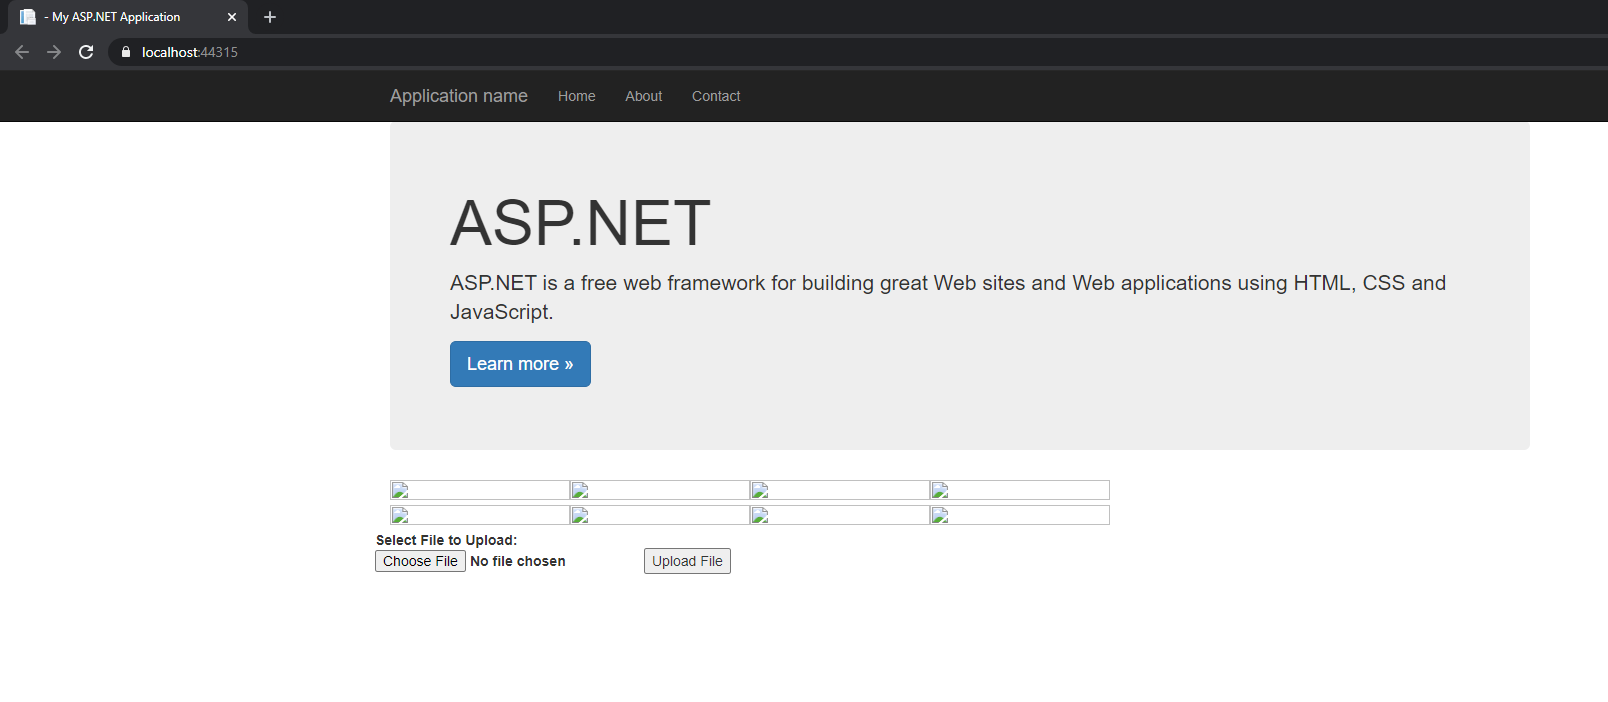 - My ASP.NET Application
localhost:44315
Application name Home About Contact
ASP.NET
ASP.NET is a free web framework for building great Web sites and Web applications using HTML, CSS and
JavaScript.
Learn more »
Select File to Upload:
Choose File No file chosen Upload File